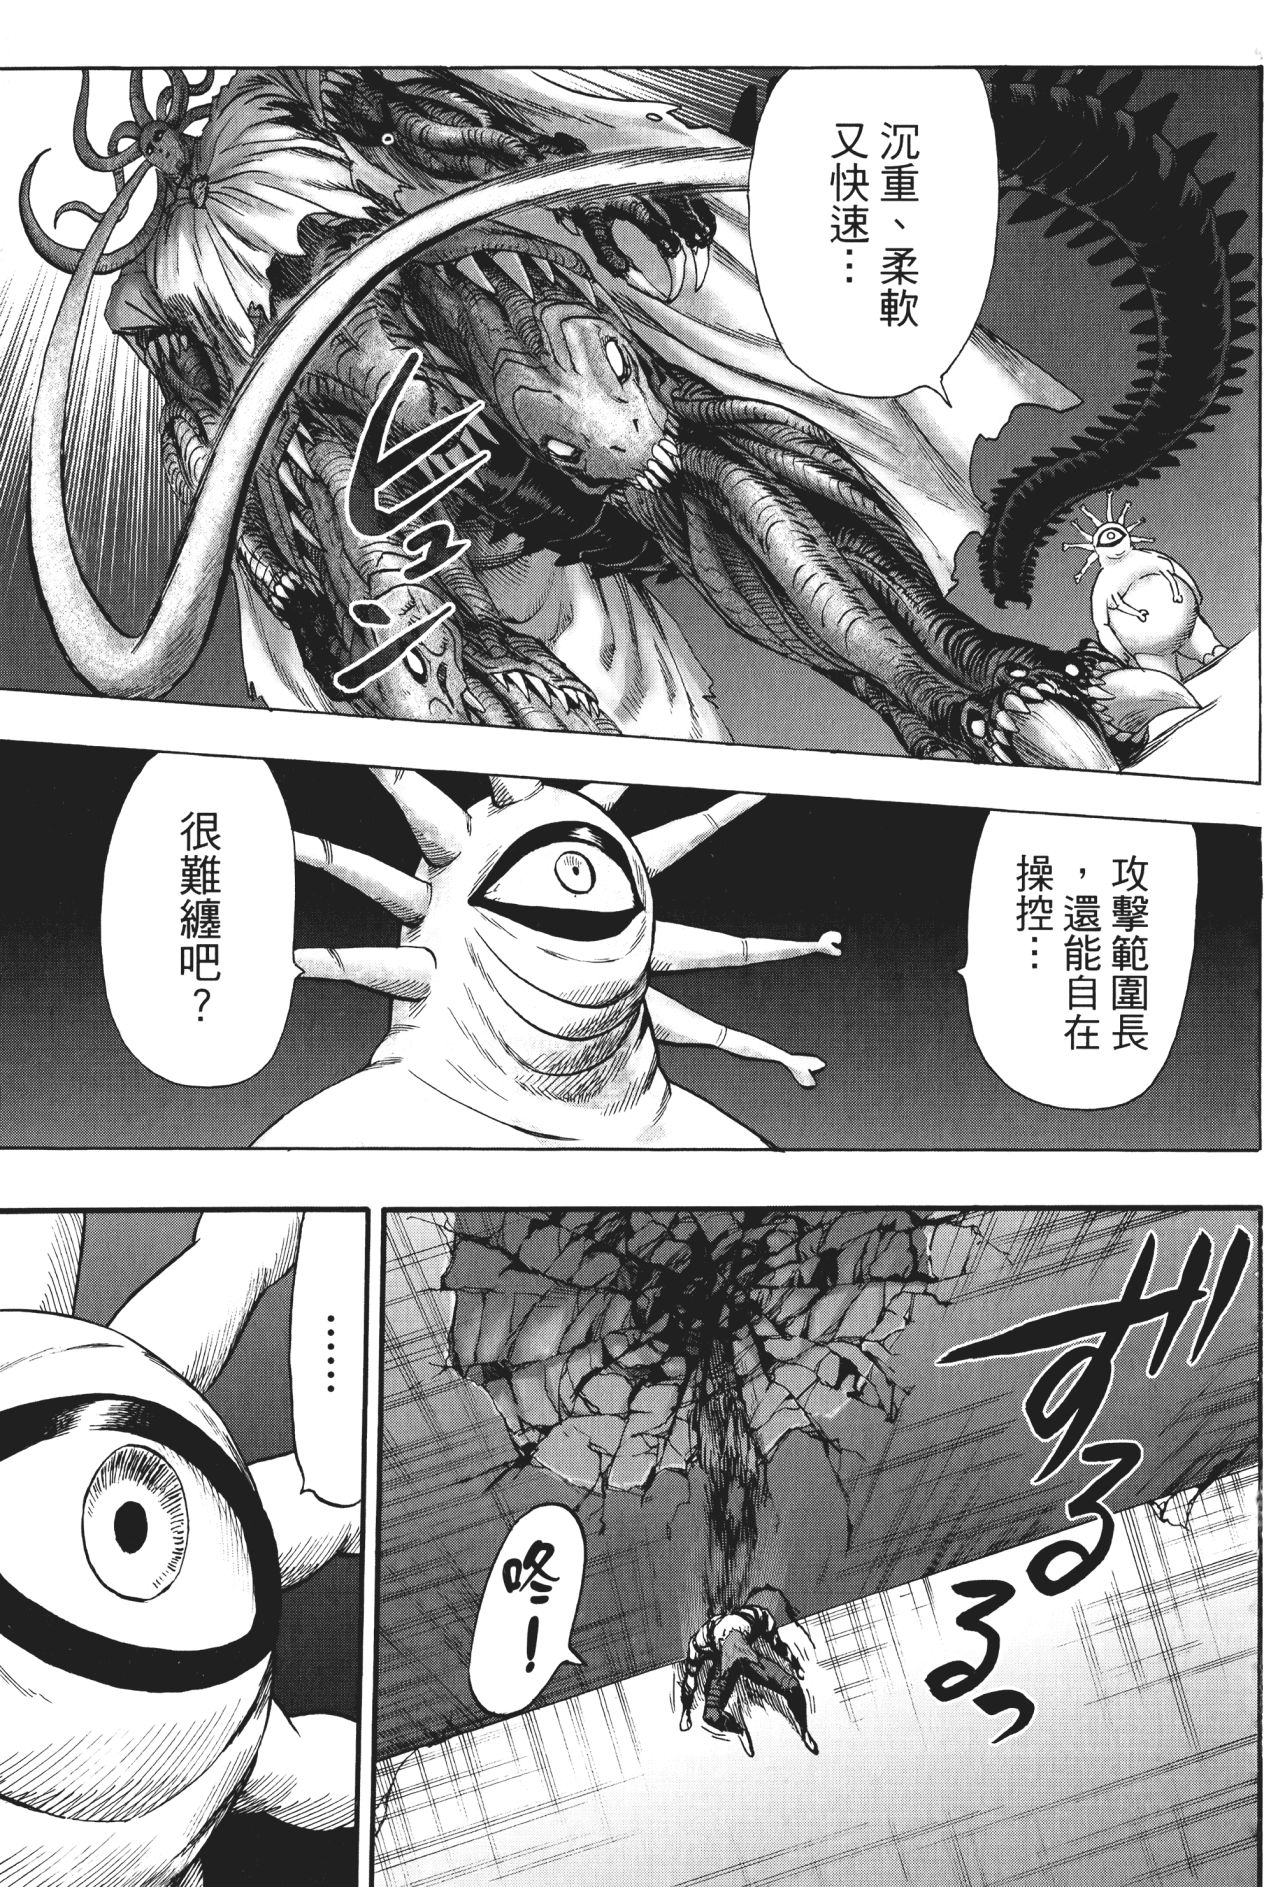 沉重、柔軟
又快速…
ビュン
攻擊範圍長
，還能自在
操控…
很難纏吧？
ずずるるっ
咚！
……